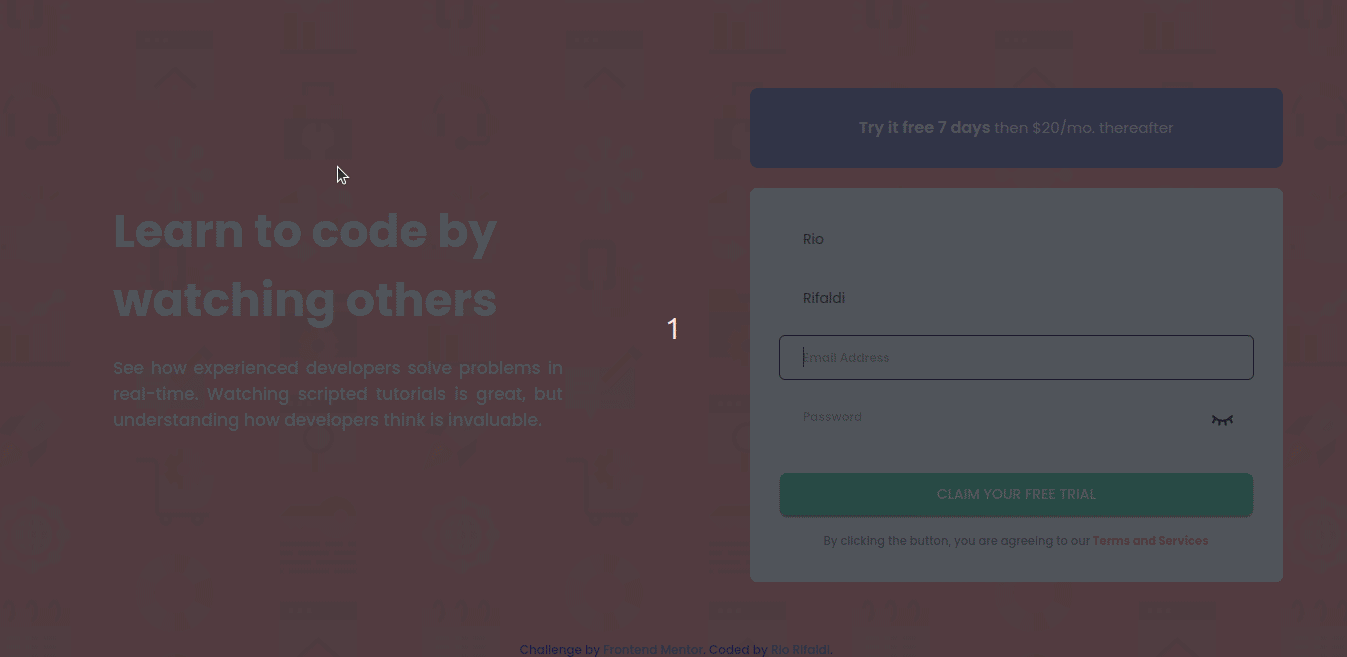 Try it free 7 days then $20/mo. thereafter
Learn to code by
watching others
See how experienced developers solve problems in
real-time. Watching scripted tutorials is great, but
understanding how developers think is invaluable.
1
Rio
Rifaldi
Email Address
Password
CLAIM YOUR FREE TRIAL
By clicking the button, you are agreeing to our Terms and Services
Challenge by Frontend Mentor. Coded by Rio Rifaldi.